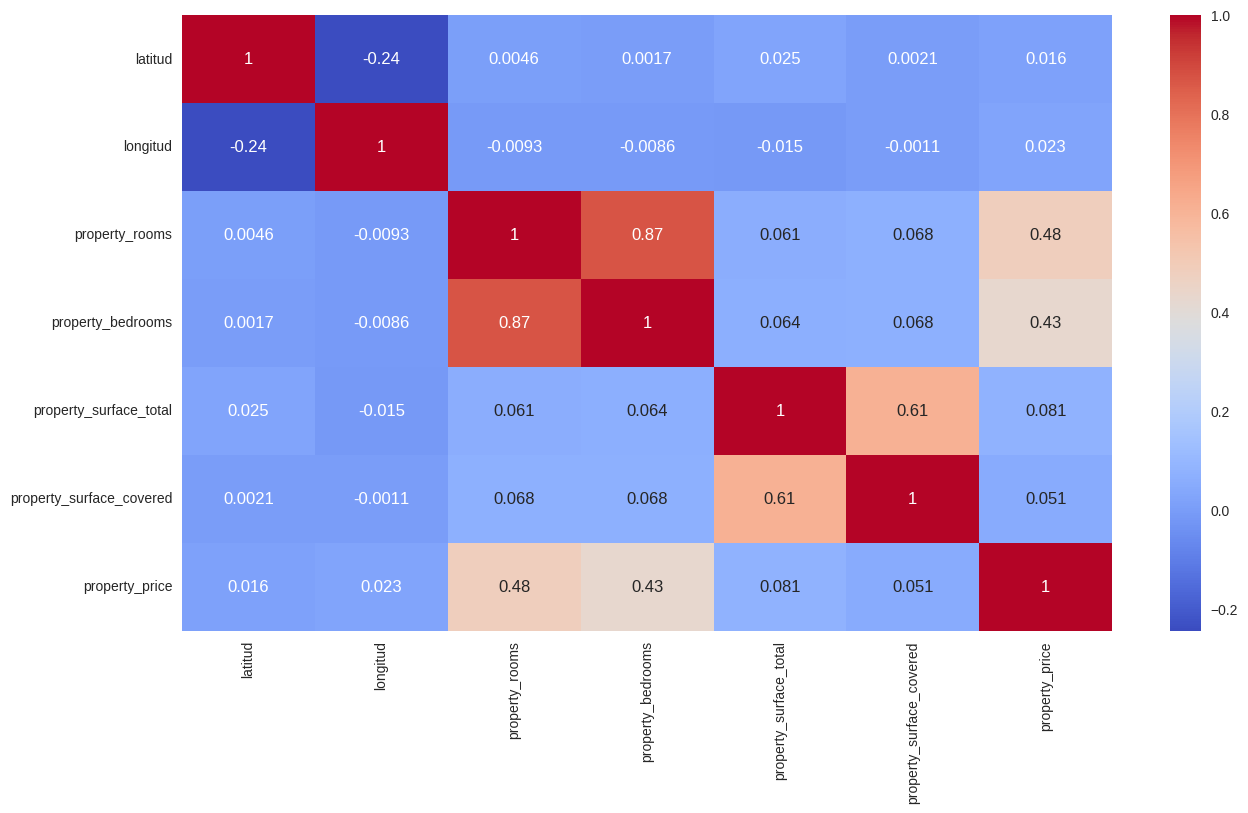 latitud 1 -0.24 0.0046 0.0017 0.025 0.0021 0.016
longitud -0.24 1 -0.0093 -0.0086 -0.015 -0.0011 0.023
property_rooms 0.0046 -0.0093 1 0.87 0.061 0.068 0.48
property_bedrooms 0.0017 -0.0086 0.87 1 0.064 0.068 0.43
property_surface_total 0.025 -0.015 0.061 0.064 1 0.61 0.081
property_surface_covered 0.0021 -0.0011 0.068 0.068 0.61 1 0.051
property_price 0.016 0.023 0.48 0.43 0.081 0.051 1
latitud
longitud
property_rooms
property_bedrooms
property_surface_total
property_surface_covered
property_price
1.0
0.8
0.6
0.4
0.2
0.0
−0.2